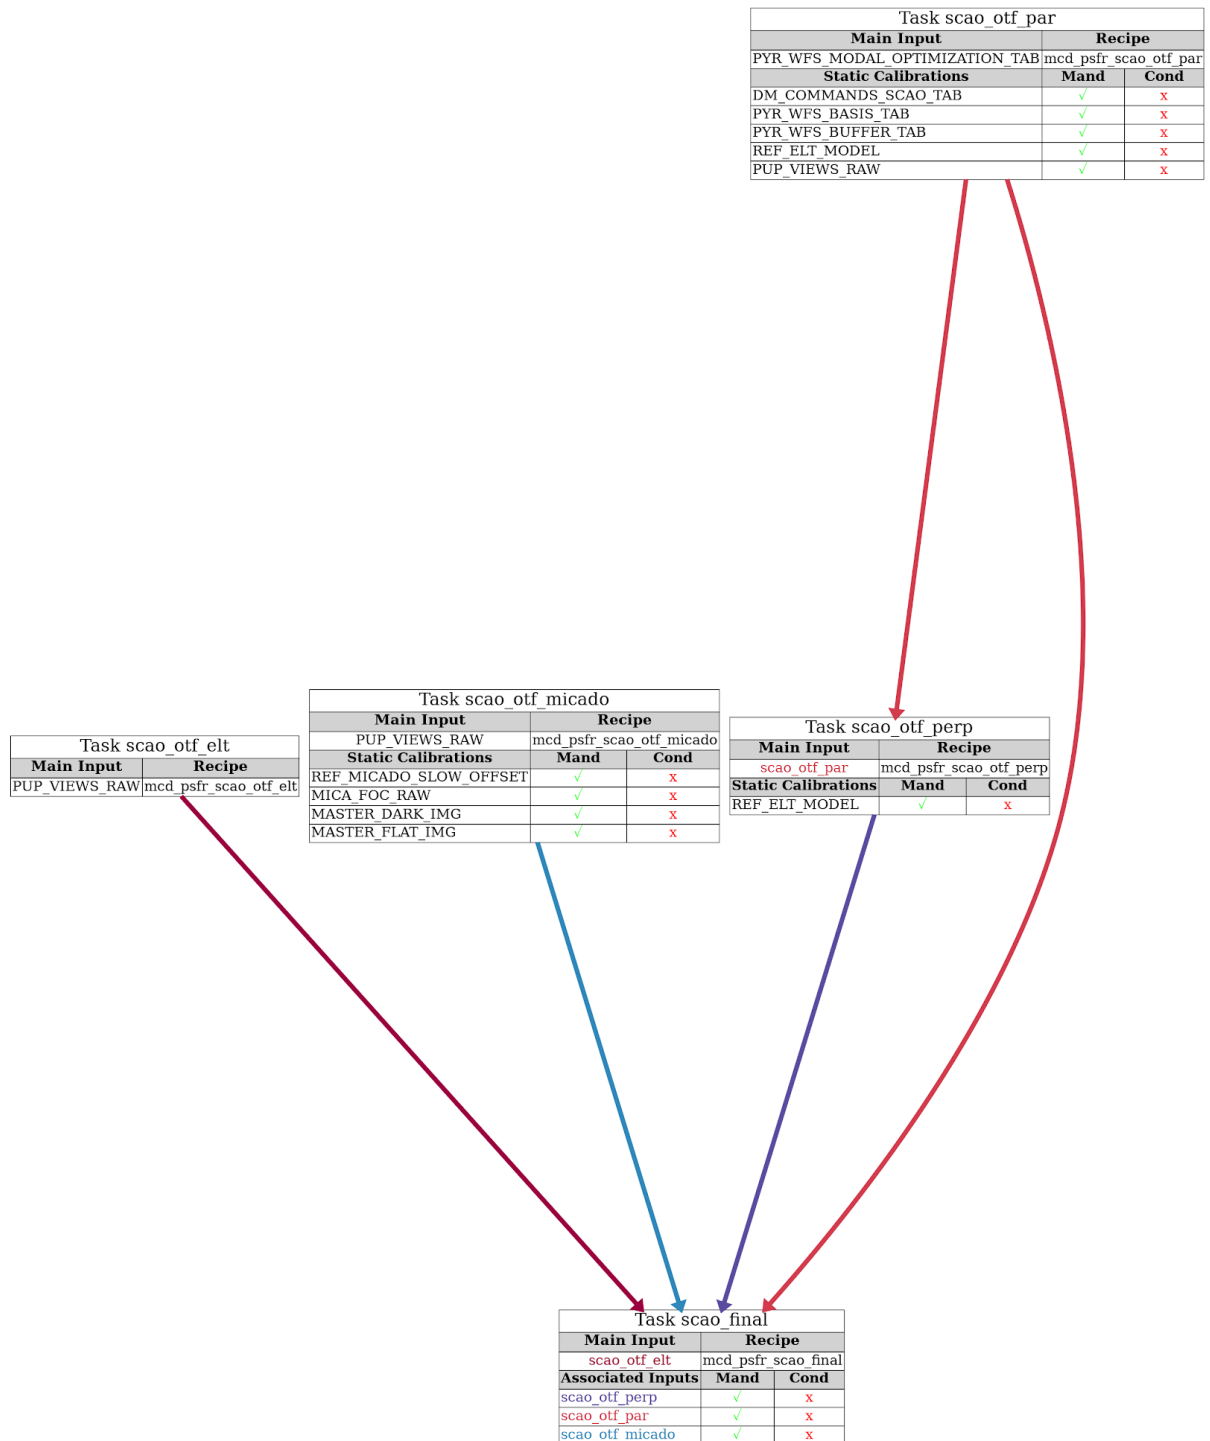 Task scao_otf_par
Main Input Recipe
PYR_WFS_MODAL_OPTIMIZATION_TAB mcd_psfr_scao_otf_par
Static Calibrations Mand Cond
DM_COMMANDS_SCAO_TAB √ x
PYR_WFS_BASIS_TAB √ x
PYR_WFS_BUFFER_TAB √ x
REF_ELT_MODEL √ x
PUP_VIEWS_RAW √ x
Task scao_otf_elt
Main Input Recipe
PUP_VIEWS_RAW mcd_psfr_scao_otf_elt
Task scao_otf_micado
Main Input Recipe
PUP_VIEWS_RAW mcd_psfr_scao_otf_micado
Static Calibrations Mand Cond
REF_MICADO_SLOW_OFFSET √ x
MICA_FOC_RAW √ x
MASTER_DARK_IMG √ x
MASTER_FLAT_IMG √ x
Task scao_otf_perp
Main Input Recipe
scao_otf_par mcd_psfr_scao_otf_perp
Static Calibrations Mand Cond
REF_ELT_MODEL √ x
Task scao_final
Main Input Recipe
scao_otf_elt mcd_psfr_scao_final
Associated Inputs Mand Cond
scao_otf_perp √ x
scao_otf_par √ x
scao_otf_micado √ x